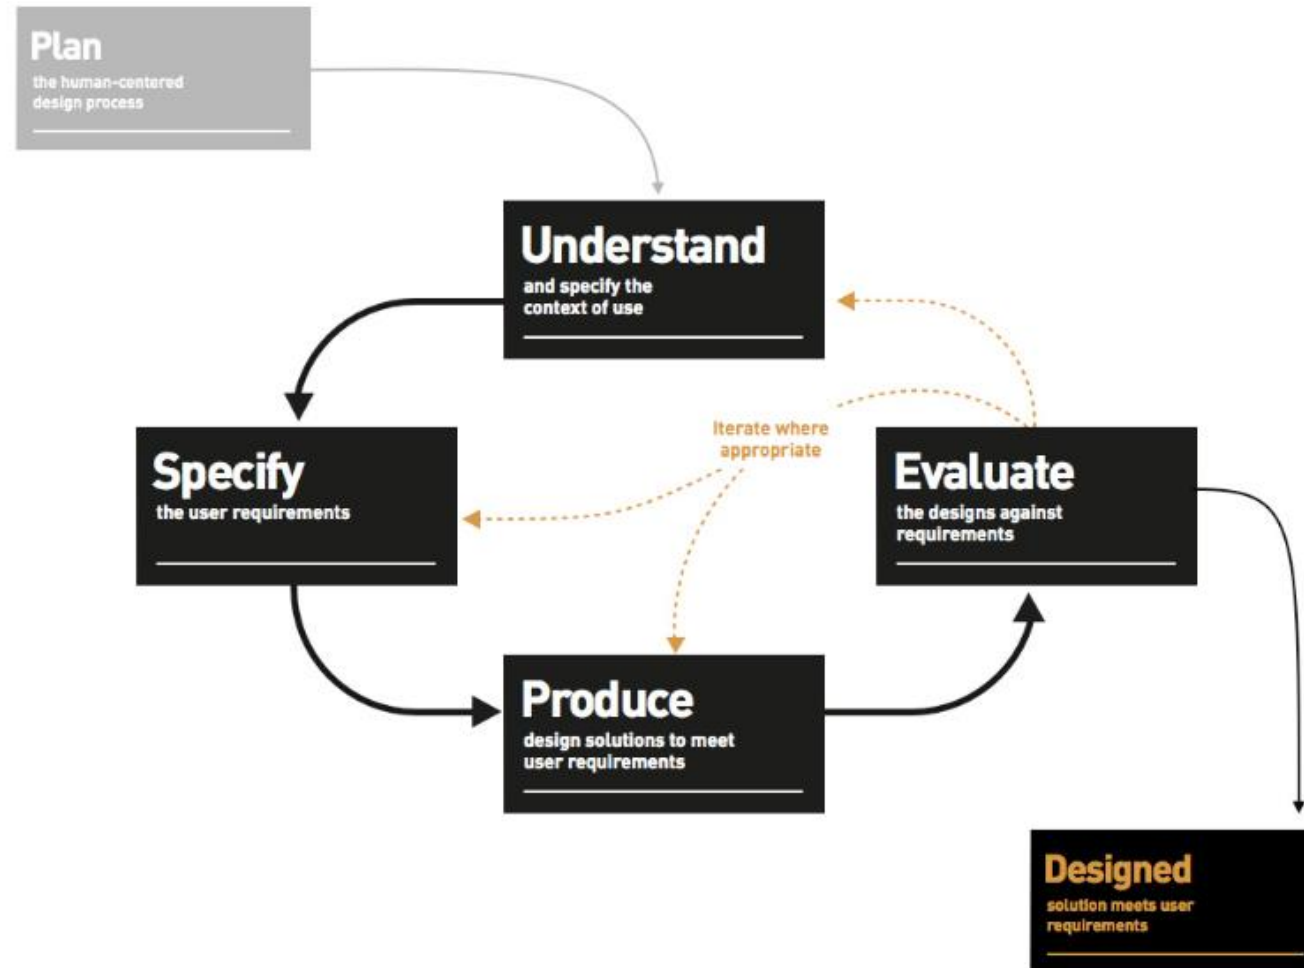 Plan
the human-centered
design process
Understand
and specify the
context of use
Specify
the user requirements
Iterate where
appropriate
Evaluate
the designs against
requirements
Produce
design solutions to meet
user requirements
Designed
solution meets user
requirements